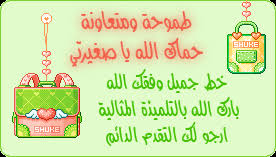 طموحة ومتعاونة
حماك الله يا صغيرتي
خط جميل وفقك الله
بارك الله بالتلميذة المثالية
ارجو لك التقدم الدائم
SHUKE
SHUKE